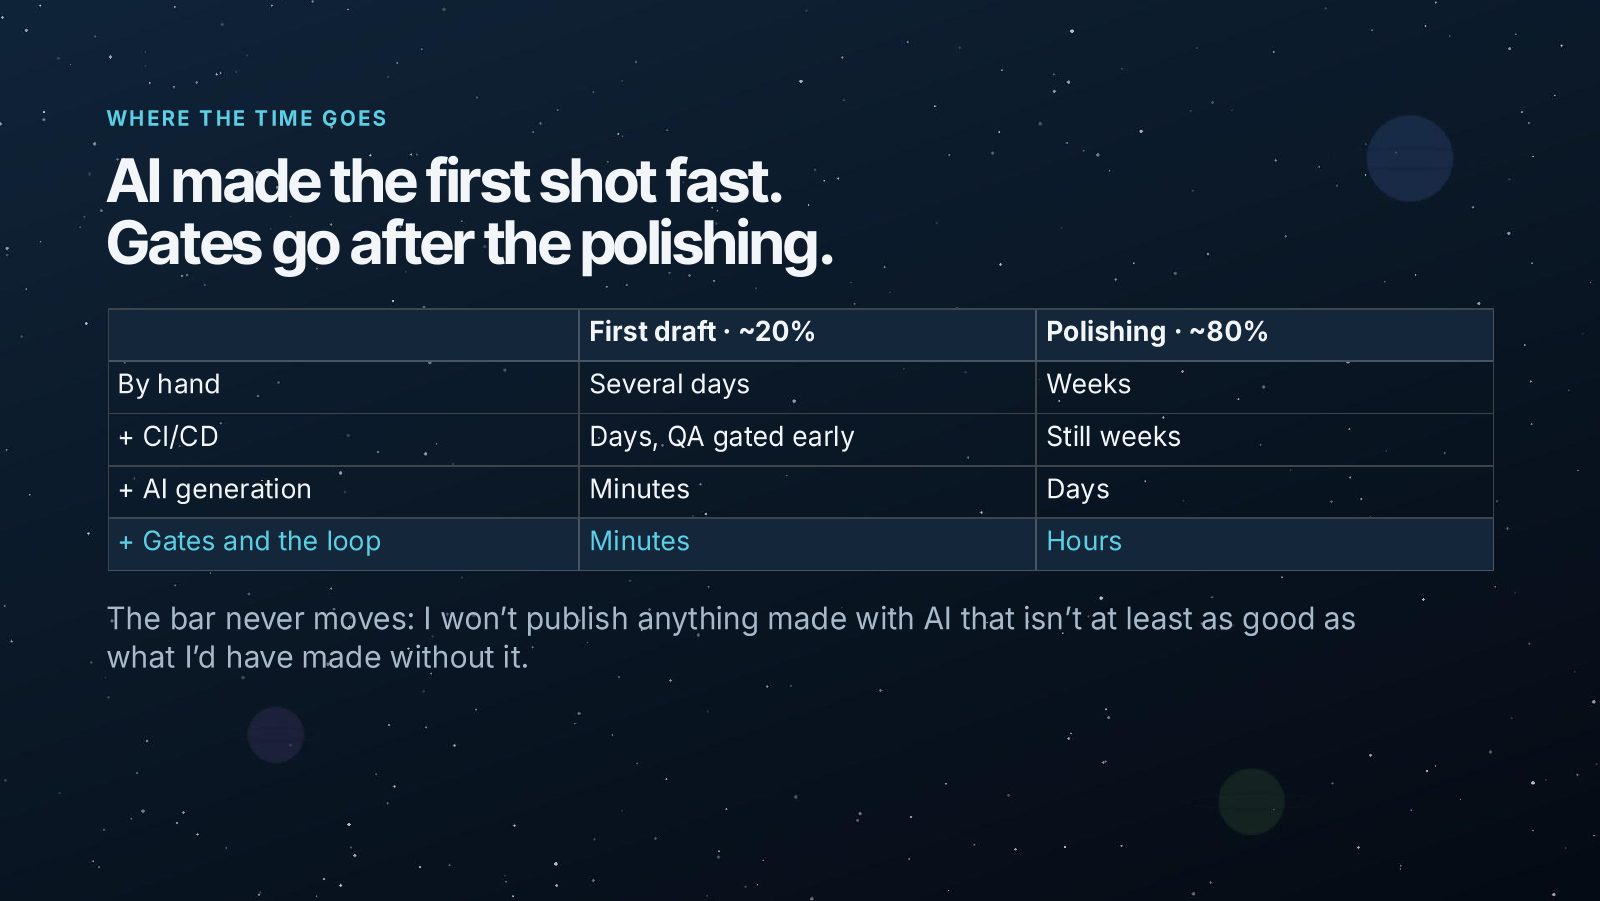 WHERE THE TIME GOES
AI made the first shot fast.
Gates go after the polishing.
First draft · ~20%
Polishing · ~80%
By hand
Several days
Weeks
+ CI/CD
Days, QA gated early
Still weeks
+ AI generation
Minutes
Days
+ Gates and the loop
Minutes
Hours
The bar never moves: I won’t publish anything made with AI that isn’t at least as good as
what I’d have made without it.